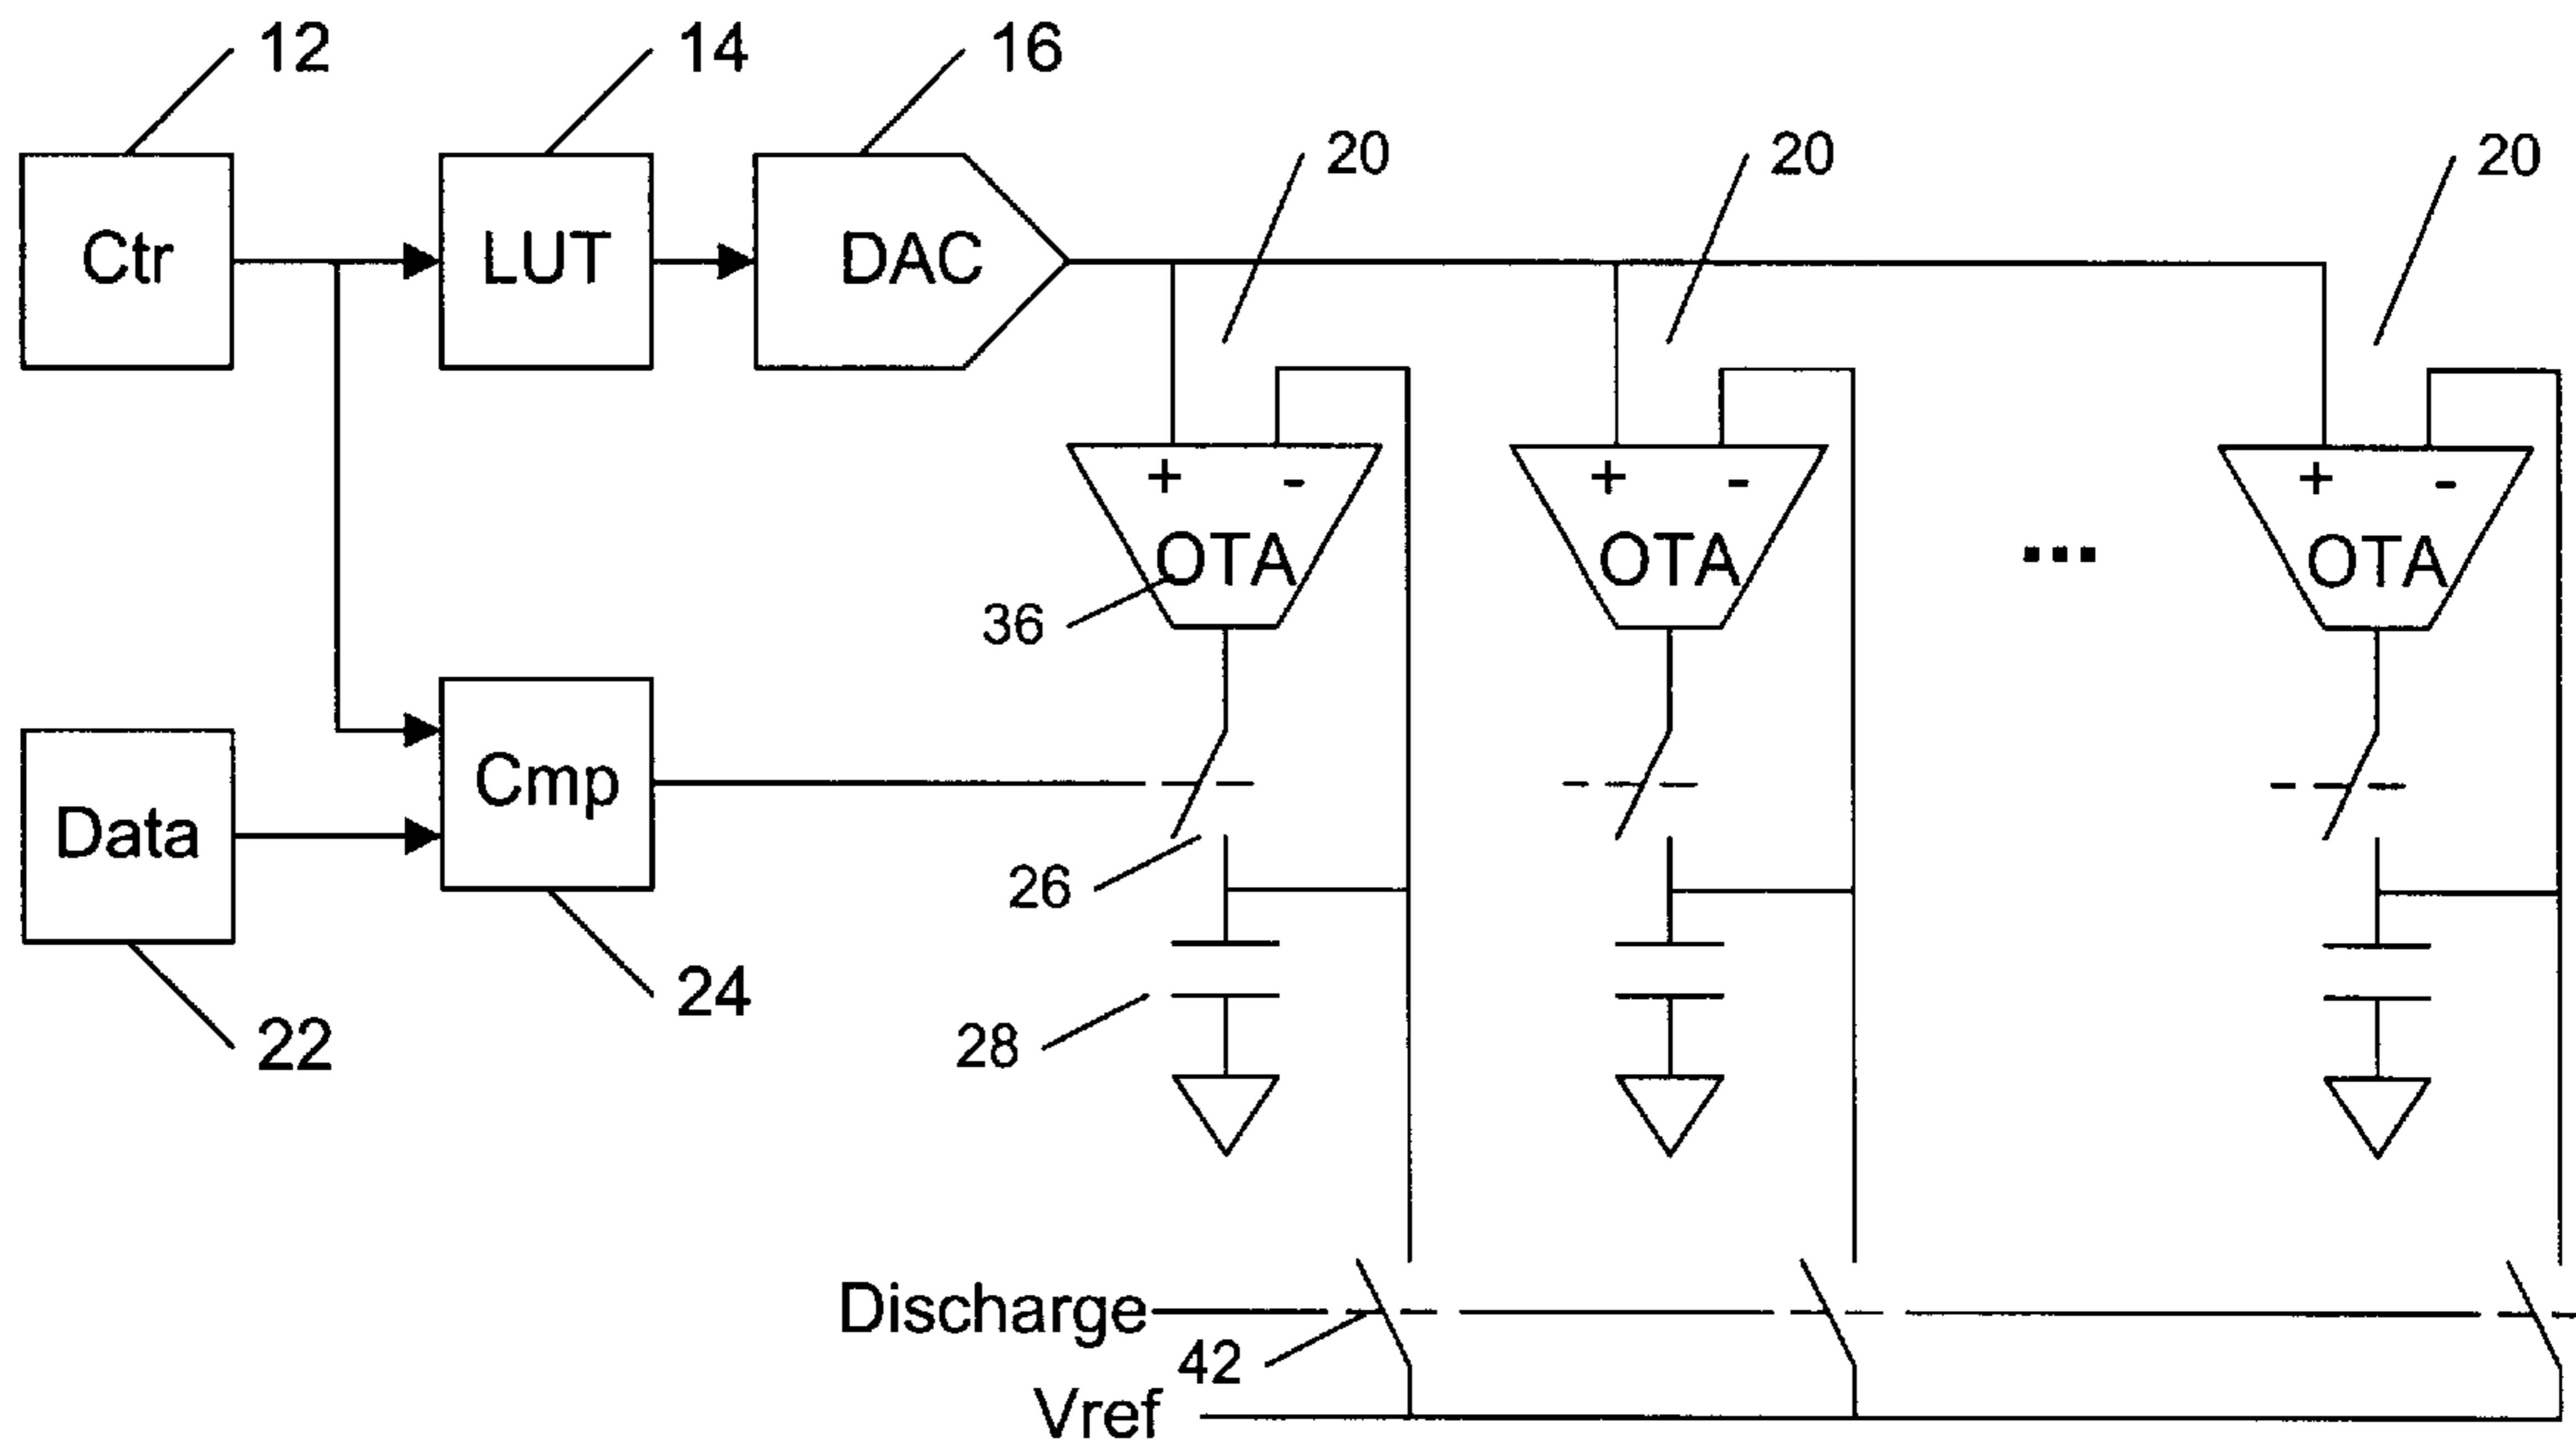 12
14
16
20
20
20
Ctr
LUT
DAC
+ -
+ -
+ -
OTA
OTA
...
OTA
36
Cmp
Data
26
24
22
28
Discharge
42
Vref